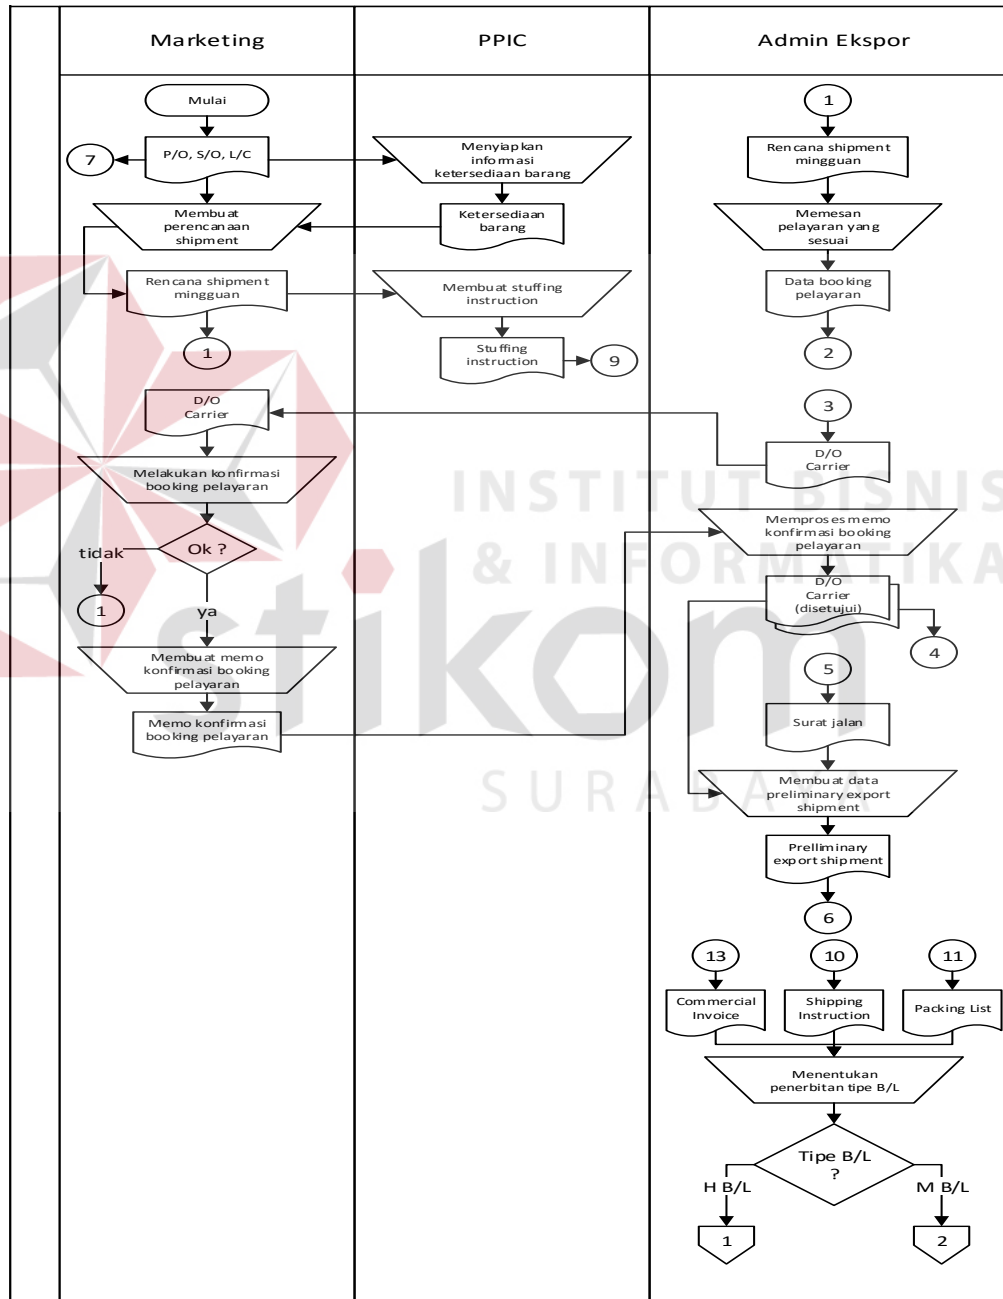 Marketing
PPIC
Admin Ekspor
Mulai
P/O, S/O, L/C
7
Membuat
perencanaan
shipment
Rencana shipment
mingguan
1
D/O
Carrier
Melakukan konfirmasi
booking pelayaran
Ok ?
tidak
1
ya
Membuat memo
konfirmasi booking
pelayaran
Memo konfirmasi
booking pelayaran
Menyiapkan
informasi
ketersediaan barang
Ketersediaan
barang
Membuat stuffing
instruction
Stuffing
instruction
9
1
Rencana shipment
mingguan
Memesan
pelayaran yang
sesuai
Data booking
pelayaran
2
3
D/O
Carrier
Memproses memo
konfirmasi booking
pelayaran
D/O
Carrier
(disetujui)
4
5
Surat jalan
Membuat data
preliminary export
shipment
Prelliminary
export shipment
6
13
10
11
Commercial
Invoice
Shipping
Instruction
Packing List
Menentukan
penerbitan tipe B/L
Tipe B/L
?
H B/L
M B/L
1
2
INSTITUT BISNIS
& INFORMATIKA
stikom
SURABAYA